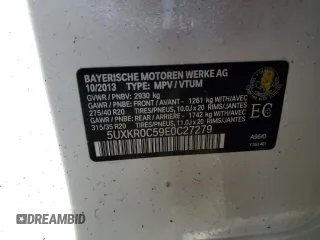 BAYERISCHE MOTOREN WERKE AG
10/2013 TYPE: MPV / VTUM
GVWR / PNBV: 2930 kg
GAWR / PNBE: FRONT / AVANT - 1261 kg WITH/AVEC
275/40 R20 TIRES/PNEUS, 10.0J x 20 RIMS/JANTES
GAWR / PNBE: REAR / ARRIERE - 1742 kg WITH/AVEC
315/35 R20 TIRES/PNEUS, 11.0J x 20 RIMS/JANTES
EC
5UXKR0C59E0C27279
A96/0